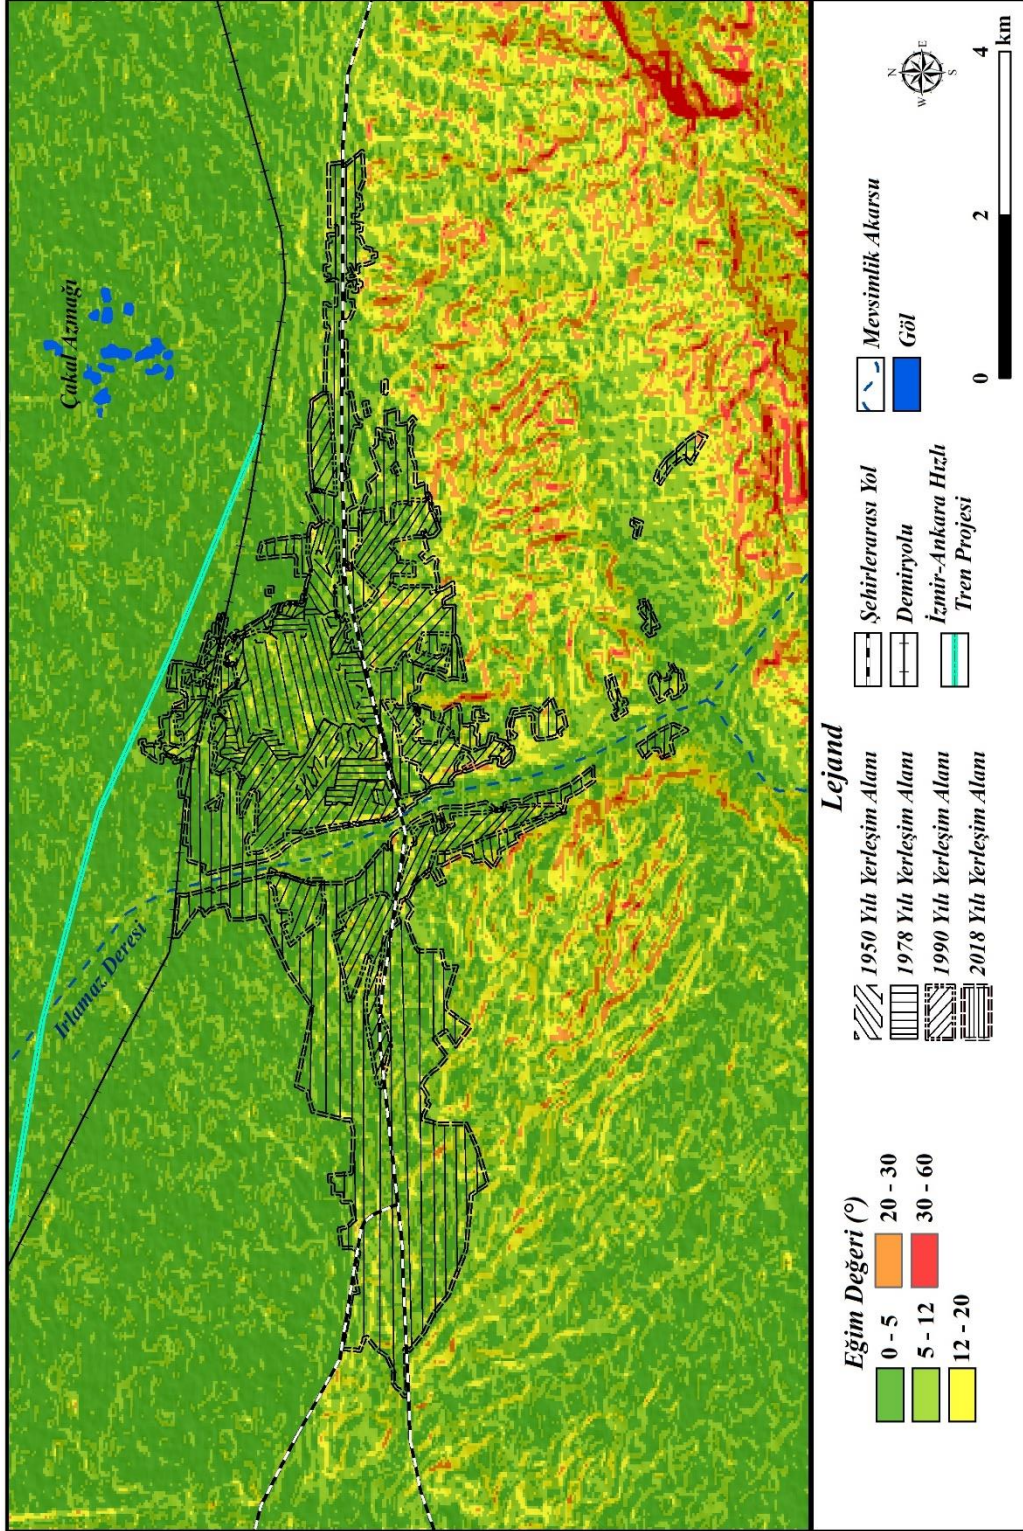 Çakal Azmağı
Irlamaz Deresi
Lejand
Eğim Değeri (°)
0 - 5
5 - 12
12 - 20
20 - 30
30 - 60
1950 Yılı Yerleşim Alanı
1978 Yılı Yerleşim Alanı
1990 Yılı Yerleşim Alanı
2018 Yılı Yerleşim Alanı
Şehirlerarası Yol
Demiryolu
İzmir-Ankara Hızlı
Tren Projesi
Mevsimlik Akarsu
Göl
N
E
S
W
0 2 4
km